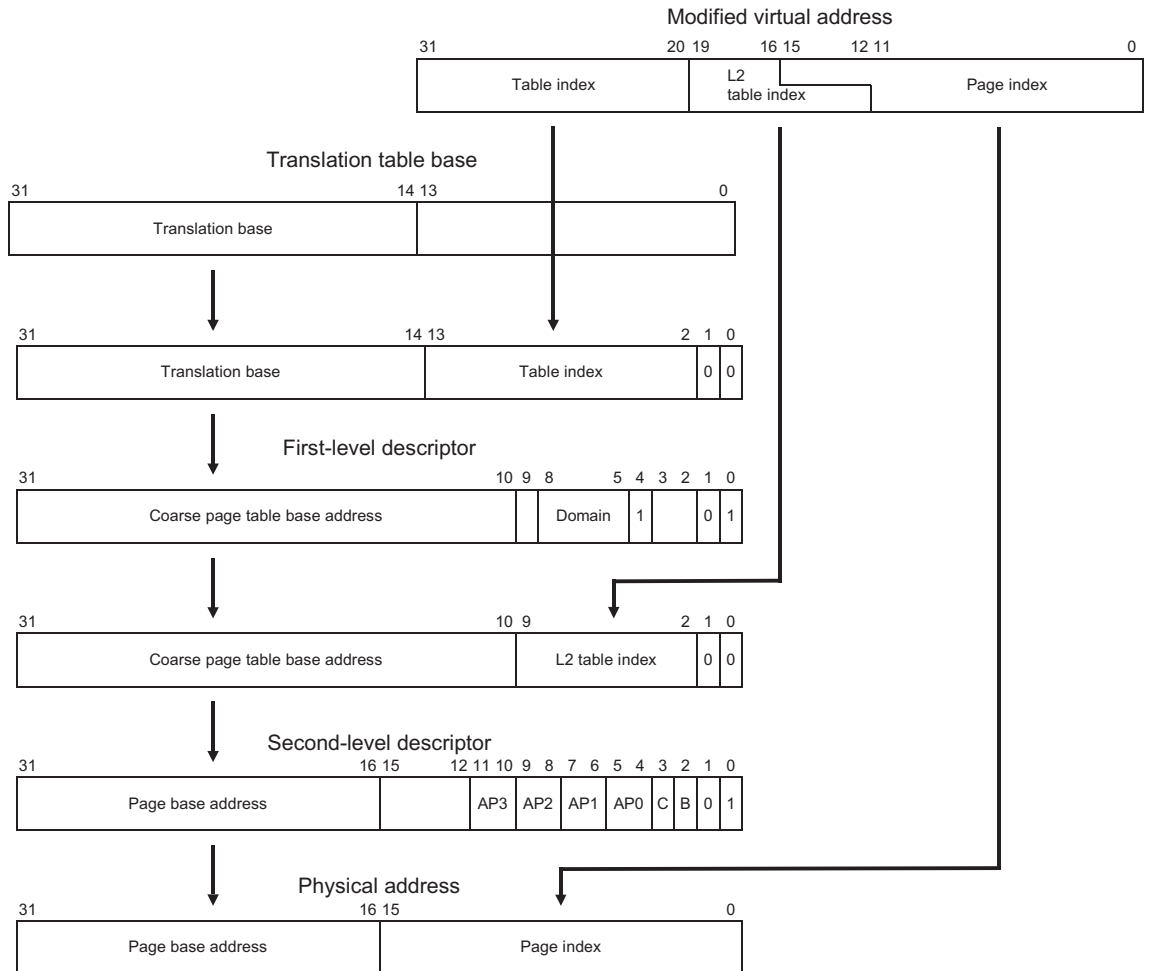 Modified virtual address
31 20 19 16 15 12 11 0
Table index
L2
table index
Page index
Translation table base
31 14 13 0
Translation base
31 14 13 2 1 0
Translation base Table index 0 0
First-level descriptor
31 10 9 8 5 4 3 2 1 0
Coarse page table base address Domain 1 0 1
31 10 9 2 1 0
Coarse page table base address L2 table index 0 0
Second-level descriptor
31 16 15 12 11 10 9 8 7 6 5 4 3 2 1 0
Page base address AP3 AP2 AP1 AP0 C B 0 1
Physical address
31 16 15 0
Page base address Page index